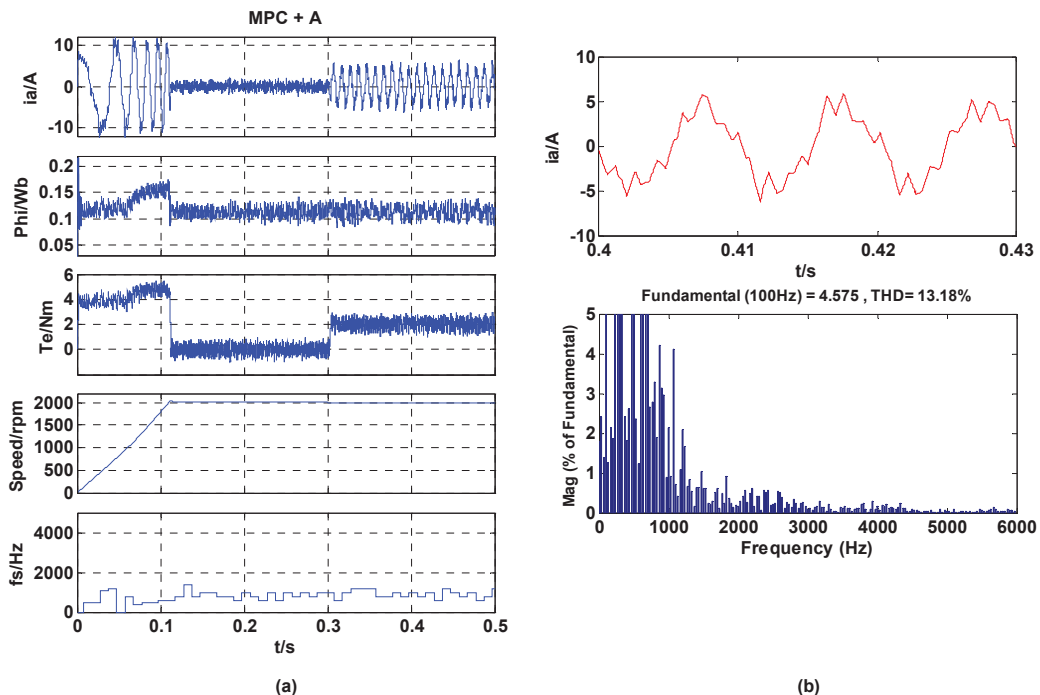 MPC + A
ia/A
10
0
-10
Phi/Wb
0.2
0.15
0.1
0.05
Te/Nm
6
4
2
0
Speed/rpm
2000
1500
1000
500
0
fs/Hz
4000
2000
0
0 0.1 0.2 0.3 0.4 0.5
t/s
(a)
ia/A
10
5
0
-5
-10
0.4 0.41 0.42 0.43
t/s
Fundamental (100Hz) = 4.575 , THD= 13.18%
Mag (% of Fundamental)
5
4
3
2
1
0
0 1000 2000 3000 4000 5000 6000
Frequency (Hz)
(b)